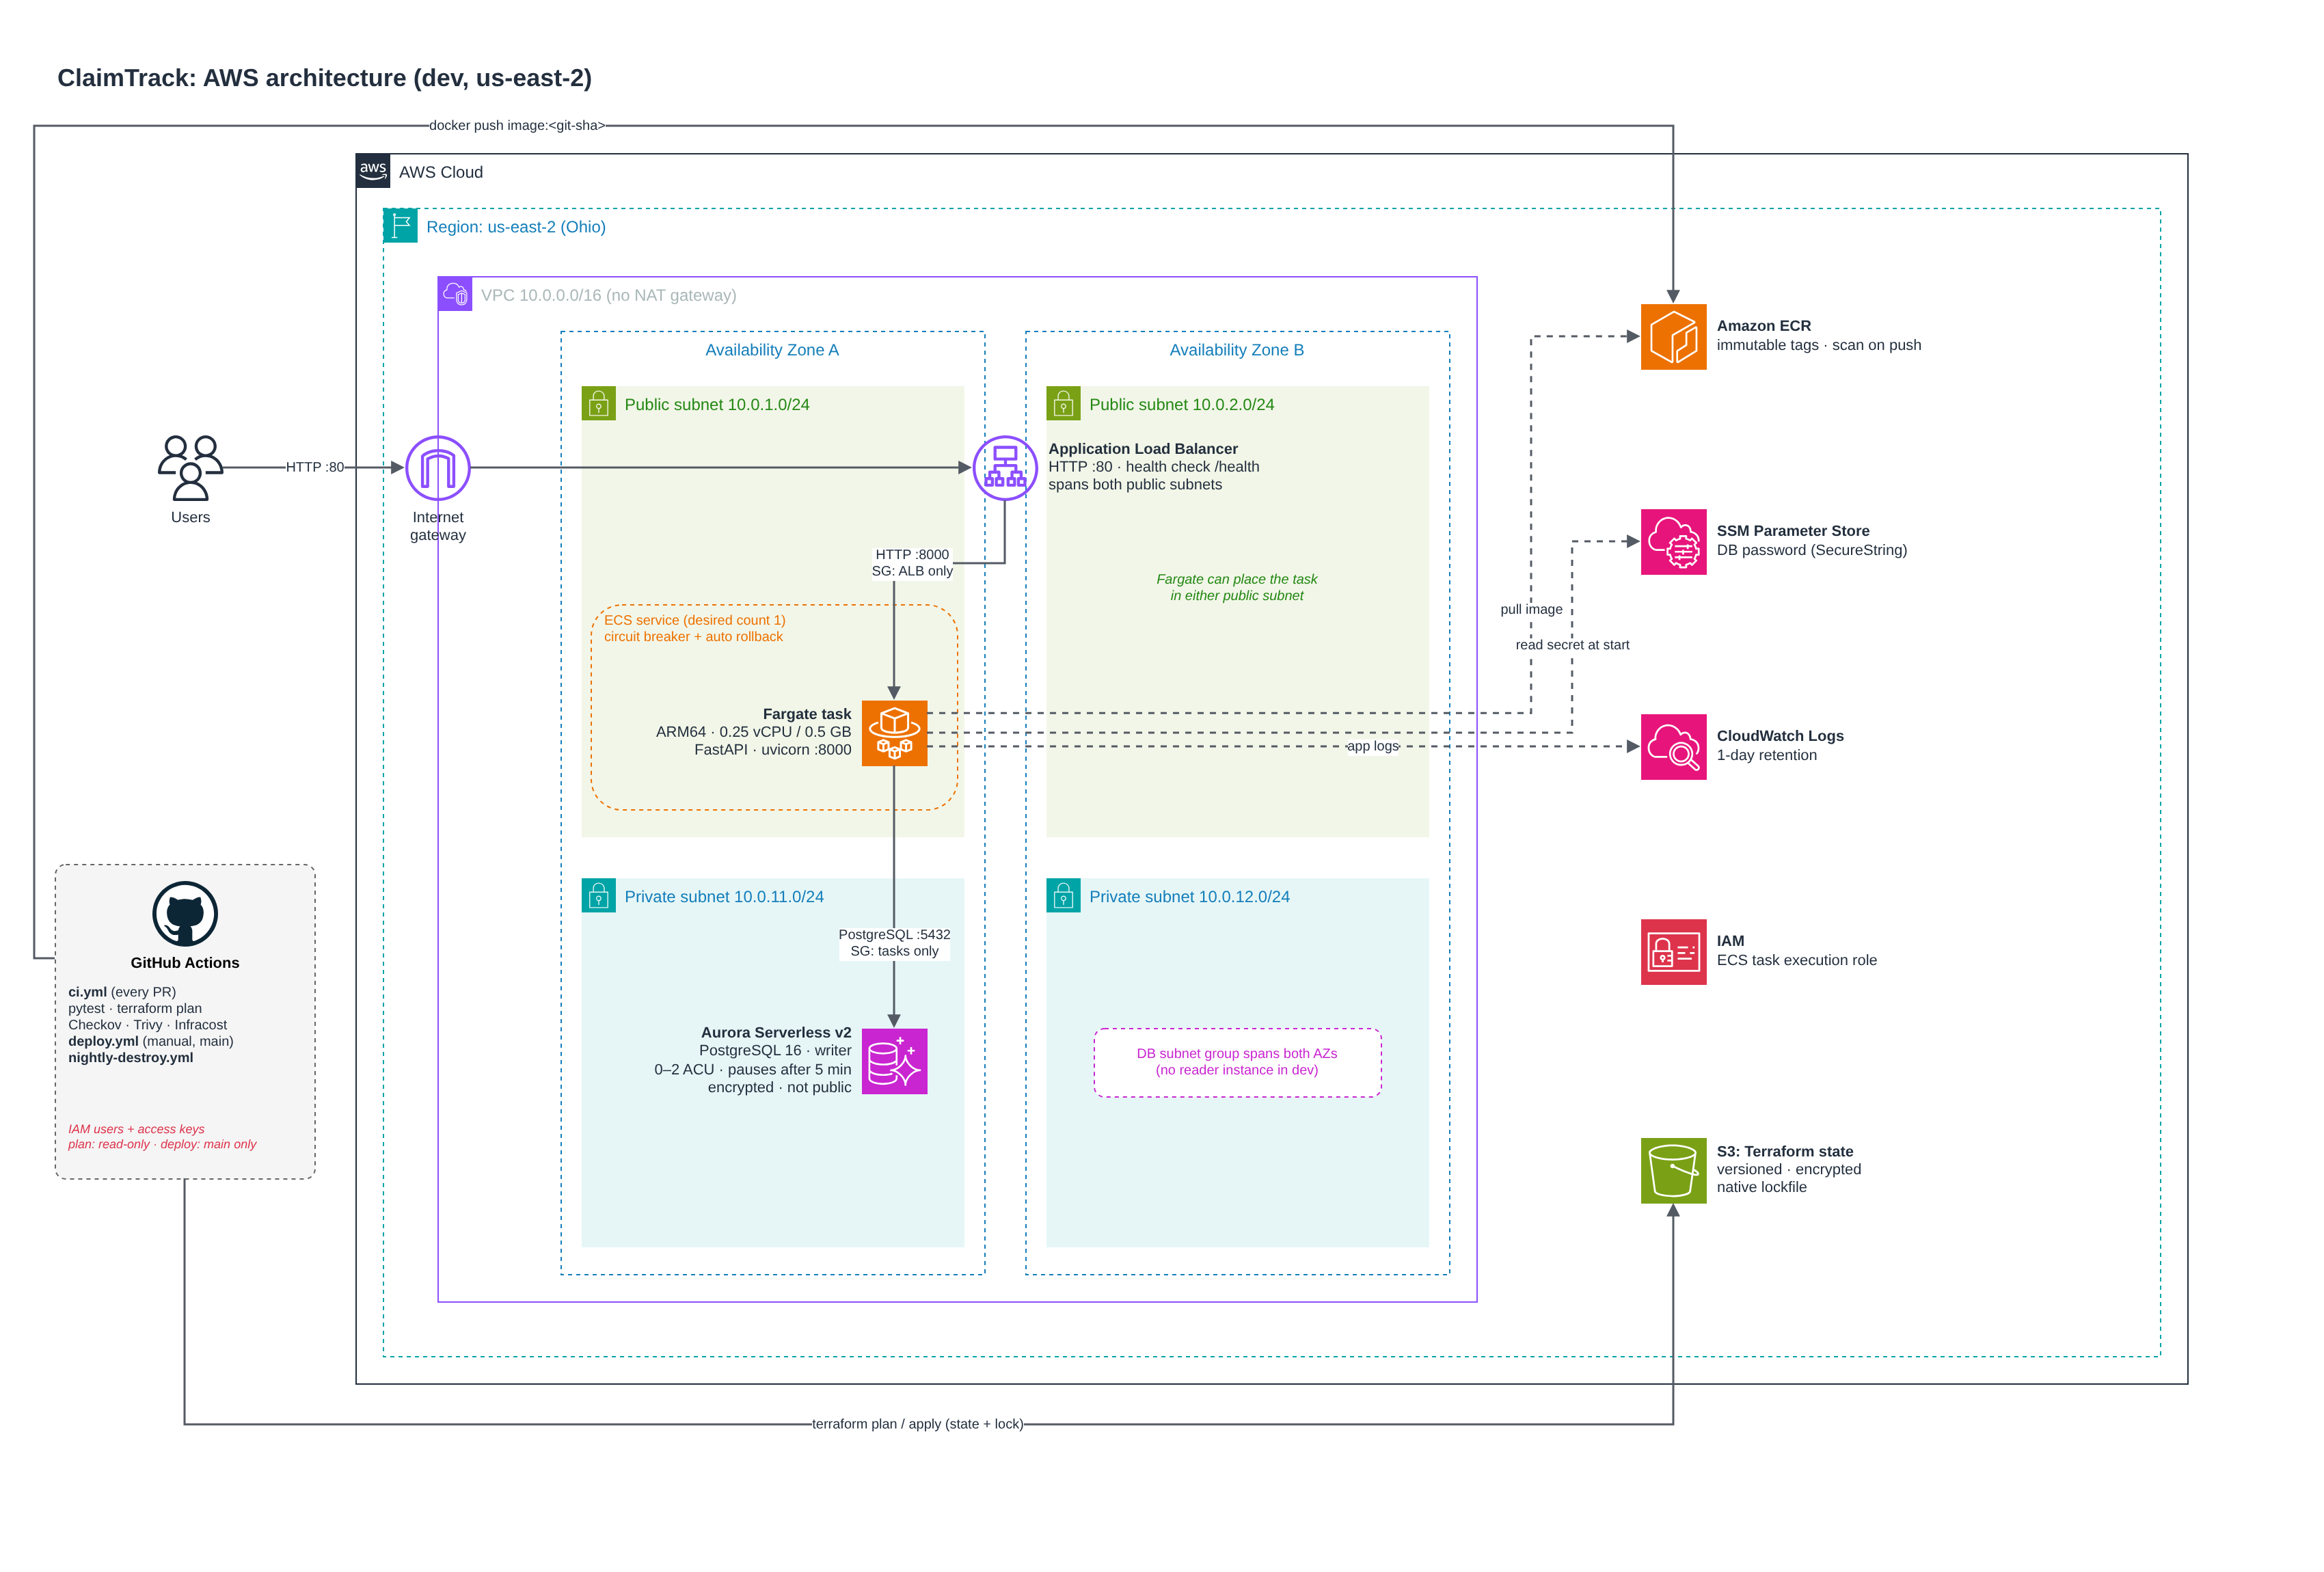 ClaimTrack: AWS architecture (dev, us-east-2)
docker push image:<git-sha>
aws
AWS Cloud
Region: us-east-2 (Ohio)
VPC 10.0.0.0/16 (no NAT gateway)
Availability Zone A
Availability Zone B
Public subnet 10.0.1.0/24
Public subnet 10.0.2.0/24
Users
HTTP :80
Internet
gateway
Application Load Balancer
HTTP :80 · health check /health
spans both public subnets
HTTP :8000
SG: ALB only
Fargate can place the task
in either public subnet
ECS service (desired count 1)
circuit breaker + auto rollback
Fargate task
ARM64 · 0.25 vCPU / 0.5 GB
FastAPI · uvicorn :8000
pull image
read secret at start
app logs
Amazon ECR
immutable tags · scan on push
SSM Parameter Store
DB password (SecureString)
CloudWatch Logs
1-day retention
IAM
ECS task execution role
S3: Terraform state
versioned · encrypted
native lockfile
Private subnet 10.0.11.0/24
Private subnet 10.0.12.0/24
PostgreSQL :5432
SG: tasks only
Aurora Serverless v2
PostgreSQL 16 · writer
0–2 ACU · pauses after 5 min
encrypted · not public
DB subnet group spans both AZs
(no reader instance in dev)
GitHub Actions
ci.yml (every PR)
pytest · terraform plan
Checkov · Trivy · Infracost
deploy.yml (manual, main)
nightly-destroy.yml
IAM users + access keys
plan: read-only · deploy: main only
terraform plan / apply (state + lock)